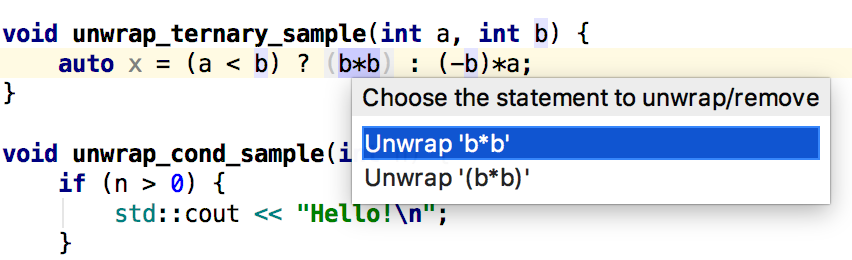 void unwrap_ternary_sample(int a, int b) {
auto x = (a < b) ? (b*b) : (-b)*a;
}
Choose the statement to unwrap/remove
Unwrap 'b*b'
Unwrap '(b*b)'
void unwrap_cond_sample(
if (n > 0) {
std::cout << "Hello!\n";
}